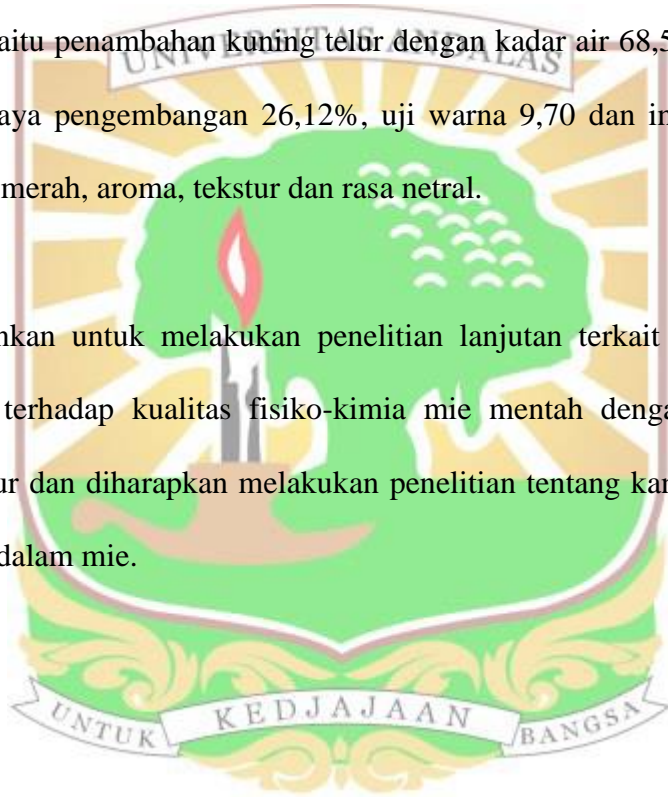 aitu penambahan kuning telur dengan kadar air 68,5
UNIVERSITAS ANDALAS
aya pengembangan 26,12%, uji warna 9,70 dan in
merah, aroma, tekstur dan rasa netral.
nkan untuk melakukan penelitian lanjutan terkait
terhadap kualitas fisiko-kimia mie mentah denga
ur dan diharapkan melakukan penelitian tentang kan
dalam mie.
UNTUK KEDJAJAAN BANGSA